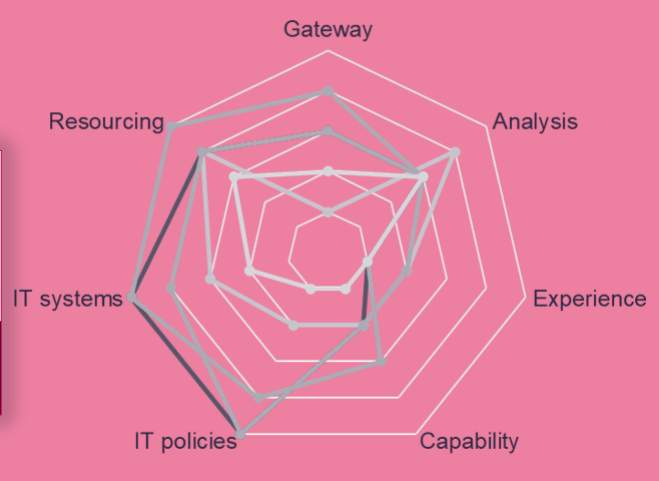 Gateway
Resourcing
Analysis
IT systems
Experience
IT policies
Capability